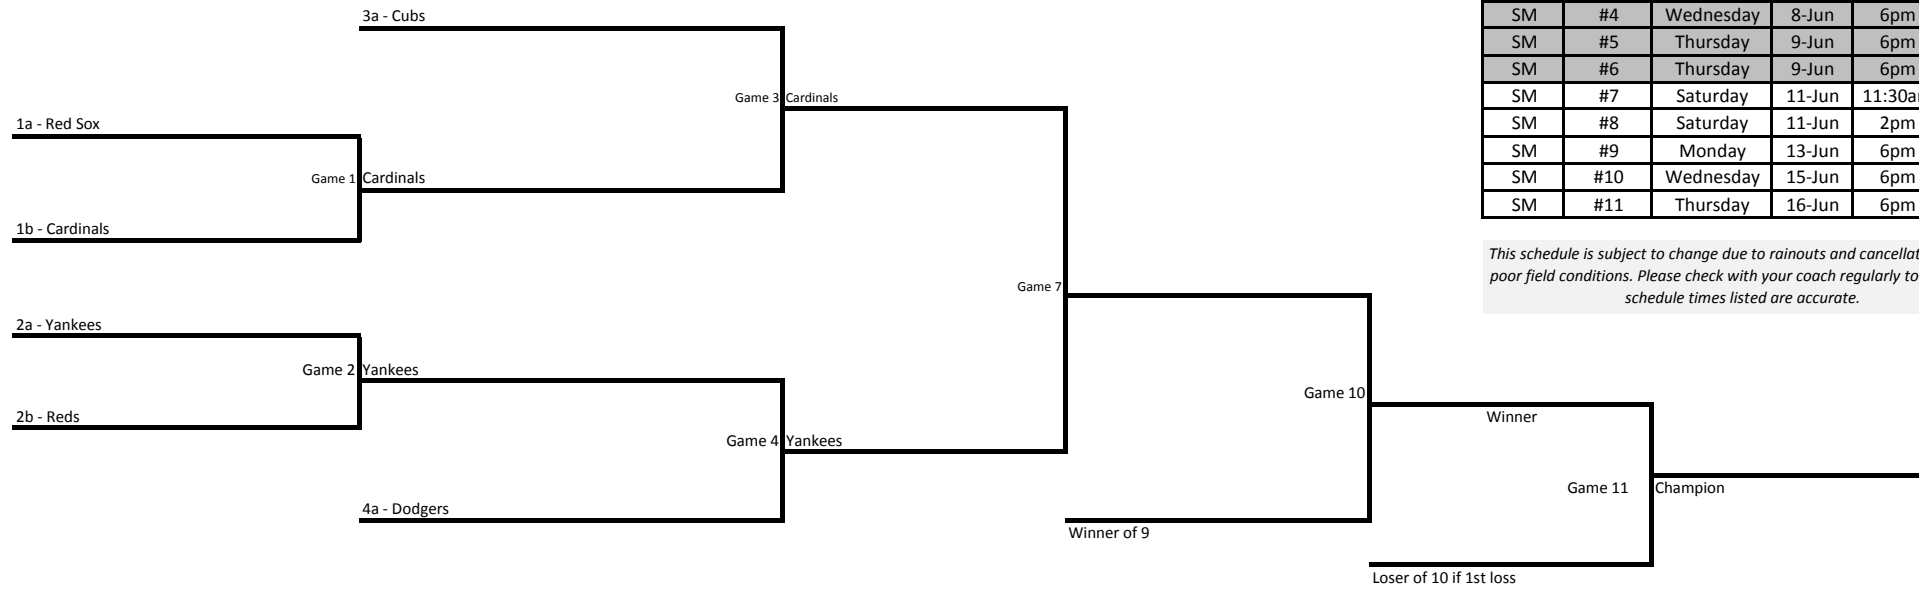 3a - Cubs
Game 3 Cardinals
1a - Red Sox
Game 1 Cardinals
1b - Cardinals
Game 7
2a - Yankees
Game 2 Yankees
2b - Reds
Game 4 Yankees
4a - Dodgers
Winner of 9
Game 10
Winner
Game 11 Champion
Loser of 10 if 1st loss
SM #4 Wednesday 8-Jun 6pm
SM #5 Thursday 9-Jun 6pm
SM #6 Thursday 9-Jun 6pm
SM #7 Saturday 11-Jun
SM #8 Saturday 11-Jun 2pm
SM #9 Monday 13-Jun 6pm
SM #10 Wednesday 15-Jun 6pm
SM #11 Thursday 16-Jun 6pm
This schedule is subject to change due to rainouts and
poor field conditions. Please check with your coach regularly to
schedule times listed are accurate.